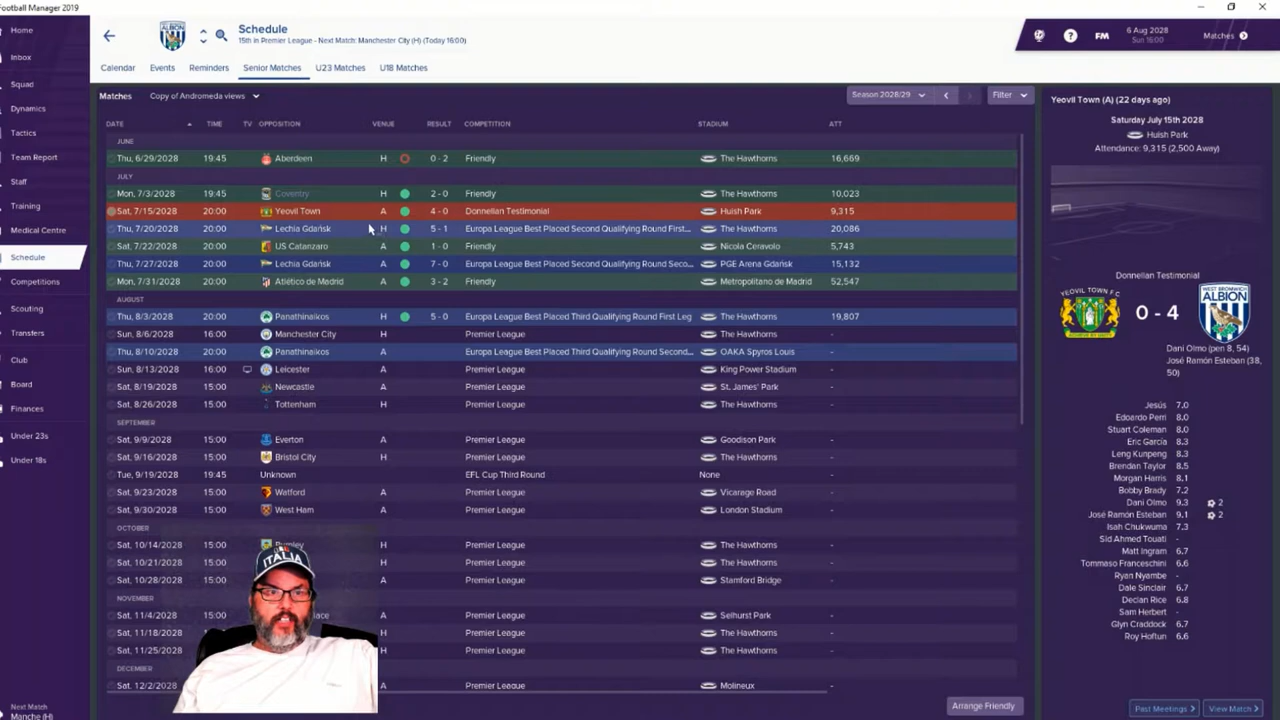 Football Manager 2019
Home
Inbox
Squad
Dynamics
Tactics
Team Report
Staff
Training
Medical Centre
Schedule
Competitions
Scouting
Transfers
Club
Board
Finances
Under 23s
Under 18s
Next Match
Manche (H)
Schedule
15th in Premier League - Next Match: Manchester City (H) (Today 16:00)
FM
6 Aug 2028
Sun 16:00
Matches
Calendar Events Reminders Senior Matches U23 Matches U18 Matches
Matches Copy of Andromeda views Season 2028/29 Filter
DATE TIME TV OPPOSITION VENUE RESULT COMPETITION STADIUM ATT
JUNE
Thu, 6/29/2028 19:45 Aberdeen H 0 - 2 Friendly The Hawthorns 16,669
JULY
Mon, 7/3/2028 19:45 Coventry H 2 - 0 Friendly The Hawthorns 10,023
Sat, 7/15/2028 20:00 Yeovil Town A 4 - 0 Donnellan Testimonial Huish Park 9,315
Thu, 7/20/2028 20:00 Lechia Gdańsk H 5 - 1 Europa League Best Placed Second Qualifying Round First... The Hawthorns 20,086
Sat, 7/22/2028 20:00 US Catanzaro A 1 - 0 Friendly Nicola Ceravolo 5,743
Thu, 7/27/2028 20:00 Lechia Gdańsk A 7 - 0 Europa League Best Placed Second Qualifying Round Seco... PGE Arena Gdańsk 15,132
Mon, 7/31/2028 20:00 Atlético de Madrid A 3 - 2 Friendly Metropolitano de Madrid 52,547
AUGUST
Thu, 8/3/2028 20:00 Panathinaikos H 5 - 0 Europa League Best Placed Third Qualifying Round First Leg The Hawthorns 19,807
Sun, 8/6/2028 16:00 Manchester City H Premier League The Hawthorns -
Thu, 8/10/2028 20:00 Panathinaikos A Europa League Best Placed Third Qualifying Round Second... OAKA Spyros Louis -
Sun, 8/13/2028 16:00 Leicester A Premier League King Power Stadium -
Sat, 8/19/2028 15:00 Newcastle A Premier League St. James' Park -
Sat, 8/26/2028 15:00 Tottenham H Premier League The Hawthorns -
SEPTEMBER
Sat, 9/9/2028 15:00 Everton A Premier League Goodison Park -
Sat, 9/16/2028 15:00 Bristol City H Premier League The Hawthorns -
Tue, 9/19/2028 19:45 Unknown EFL Cup Third Round None -
Sat, 9/23/2028 15:00 Watford A Premier League Vicarage Road -
Sat, 9/30/2028 15:00 West Ham A Premier League London Stadium -
OCTOBER
Sat, 10/14/2028 15:00 H Premier League The Hawthorns -
Sat, 10/21/2028 15:00 H Premier League The Hawthorns -
Sat, 10/28/2028 15:00 A Premier League Stamford Bridge -
NOVEMBER
Sat, 11/4/2028 15:00 lace A Premier League Selhurst Park -
Sat, 11/18/2028 15:00 H Premier League The Hawthorns -
Sat, 11/25/2028 15:00 H Premier League The Hawthorns -
DECEMBER
Sat, 12/2/2028 15:00 A Premier League Molineux -
ITALIA
Arrange Friendly
Yeovil Town (A) (22 days ago)
Saturday July 15th 2028
Huish Park
Attendance: 9,315 (2,500 Away)
Donnellan Testimonial
YEOVIL TOWN F.C
0 - 4
WEST BROMWICH
ALBION
Dani Olmo (pen 8, 54)
José Ramón Esteban (38,
50)
Jesús 7.0
Edoardo Perri 8.0
Stuart Coleman 8.0
Eric García 8.3
Leng Kunpeng 8.3
Brendan Taylor 8.5
Morgan Harris 8.1
Bobby Brady 7.2
Dani Olmo 9.3 2
José Ramón Esteban 9.1 2
Isah Chukwuma 7.3
Sid Ahmed Touati -
Matt Ingram 6.7
Tommaso Franceschini 6.6
Ryan Nyambe -
Dale Sinclair 6.7
Declan Rice 6.8
Sam Herbert -
Glyn Craddock 6.7
Roy Hoftun 6.6
Past Meetings View Match